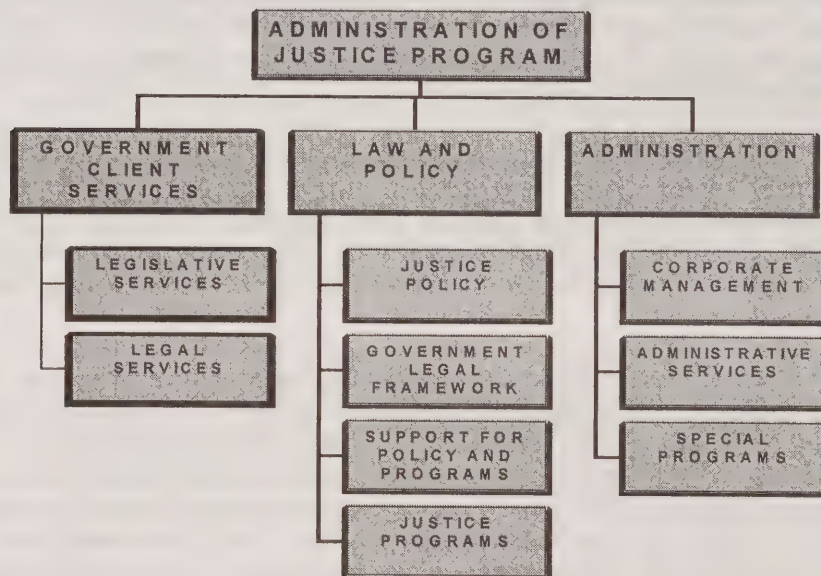 ADMINISTRATION OF
JUSTICE PROGRAM
GOVERNMENT
CLIENT
SERVICES
LEGISLATIVE
SERVICES
LEGAL
SERVICES
LAW AND
POLICY
JUSTICE
POLICY
GOVERNMENT
LEGAL
FRAMEWORK
SUPPORT FOR
POLICY AND
PROGRAMS
JUSTICE
PROGRAMS
ADMINISTRATION
CORPORATE
MANAGEMENT
ADMINISTRATIVE
SERVICES
SPECIAL
PROGRAMS